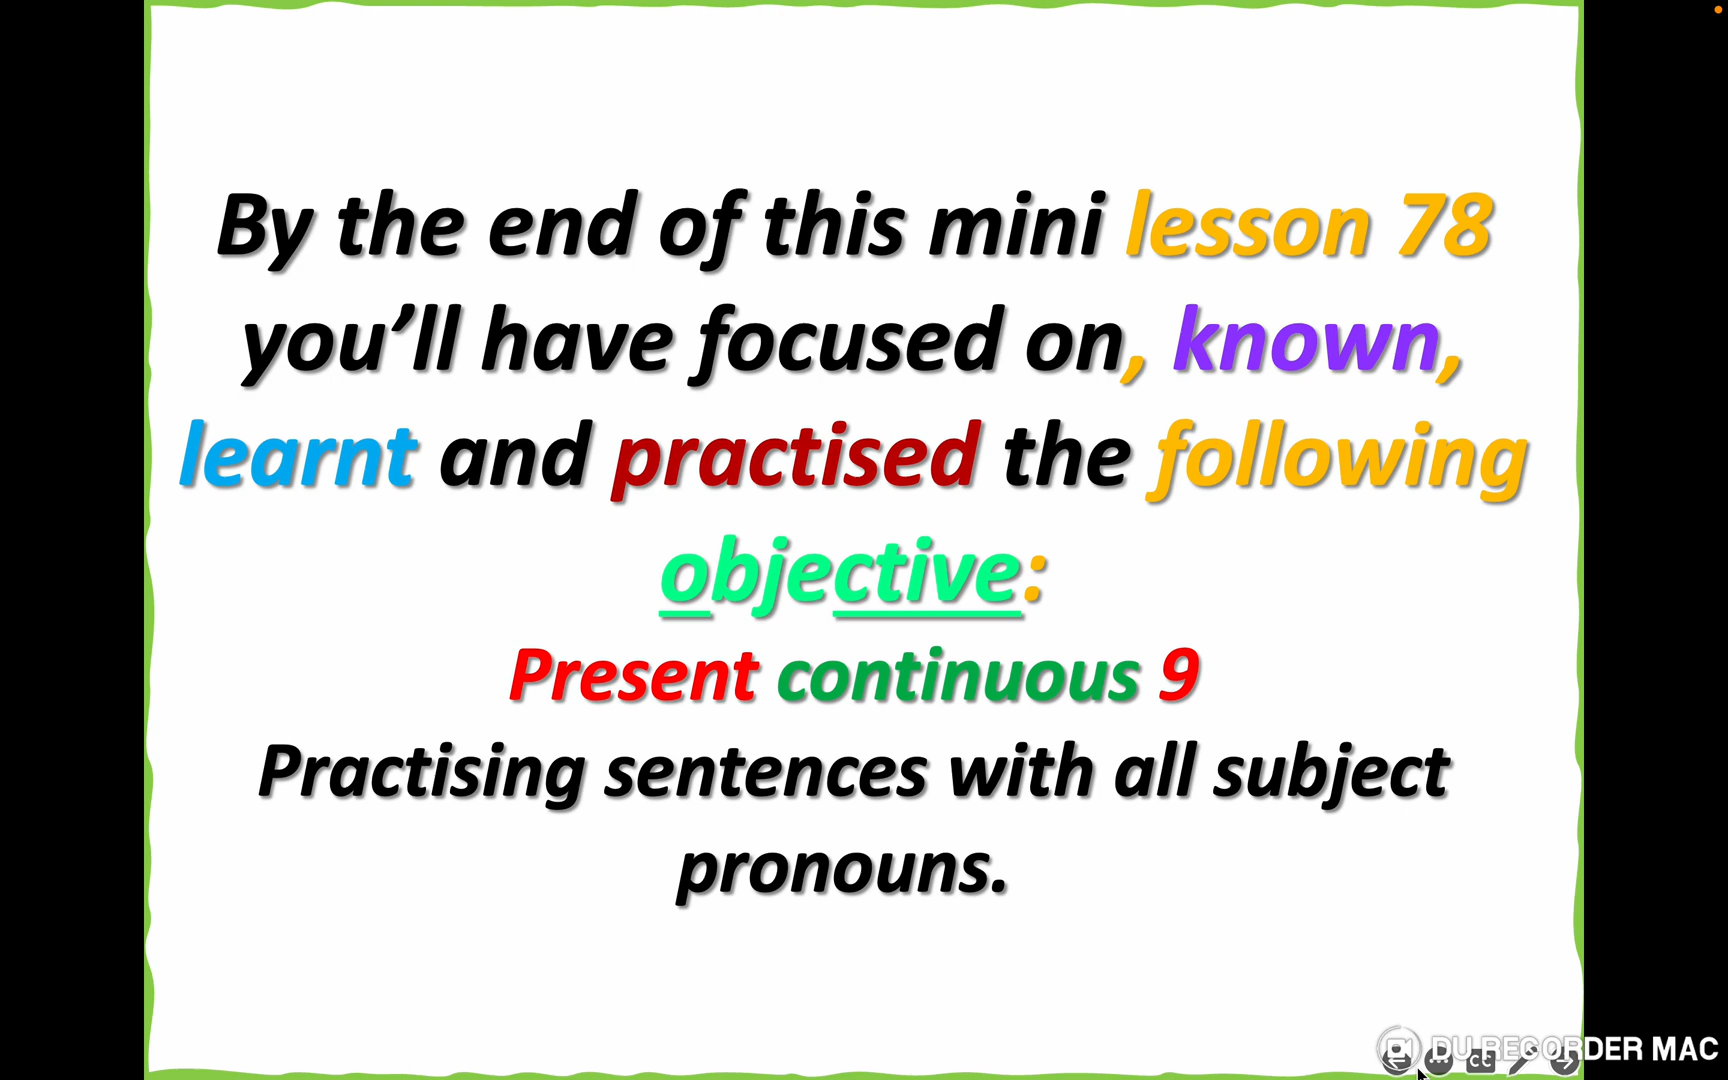 By the end of this mini lesson 78
you’ll have focused on, known,
learnt and practised the following
objective:
Present continuous 9
Practising sentences with all subject
pronouns.
DU RECORDER MAC
CC